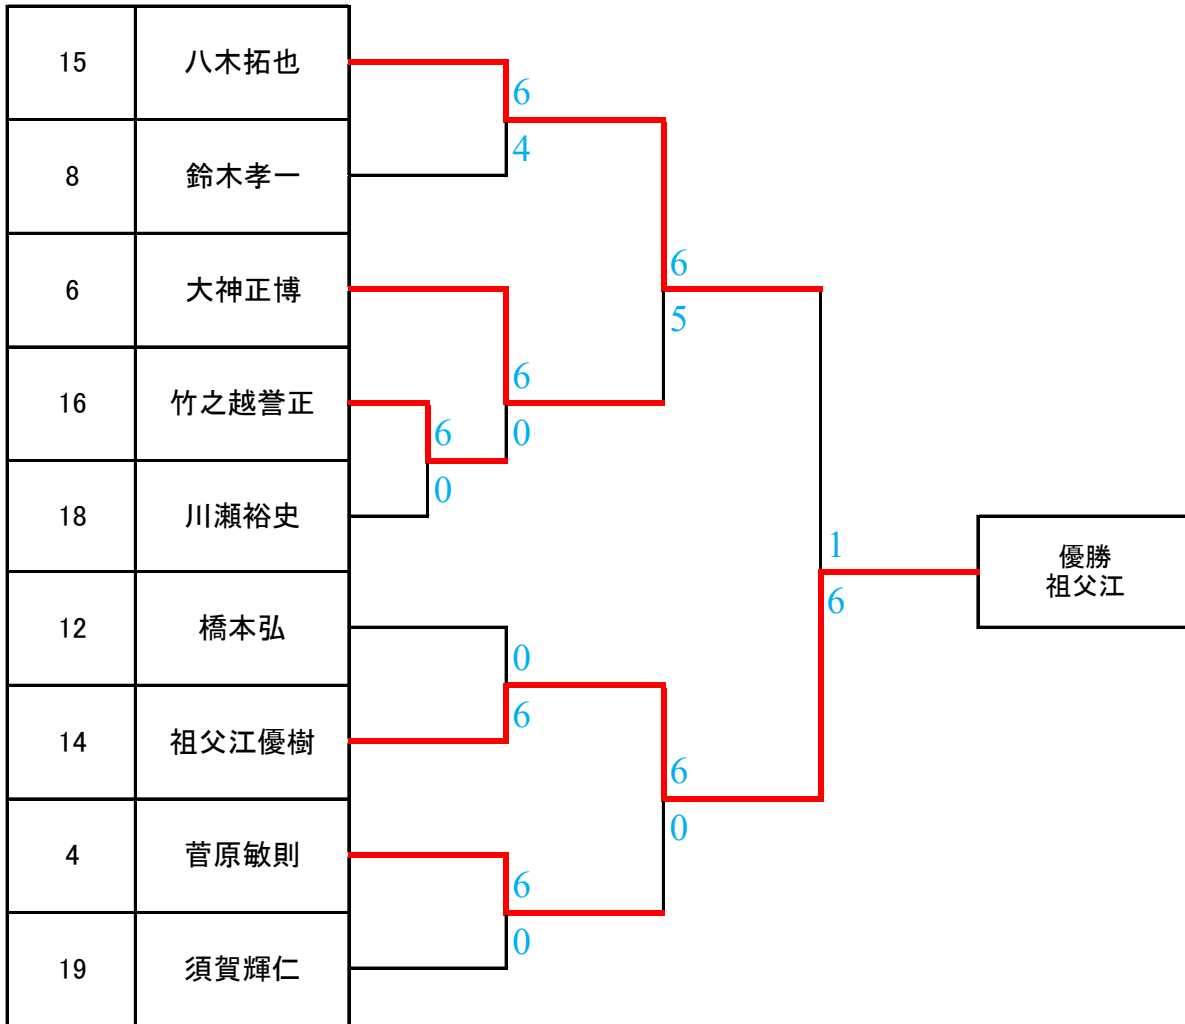 15 八木拓也
6
4
8 鈴木孝一
6
5
6 大神正博
6
0
16 竹之越誉正
6
0
18 川瀬裕史
1
6
優勝
祖父江
12 橋本弘
0
6
14 祖父江優樹
6
0
4 菅原敏則
6
0
19 須賀輝仁